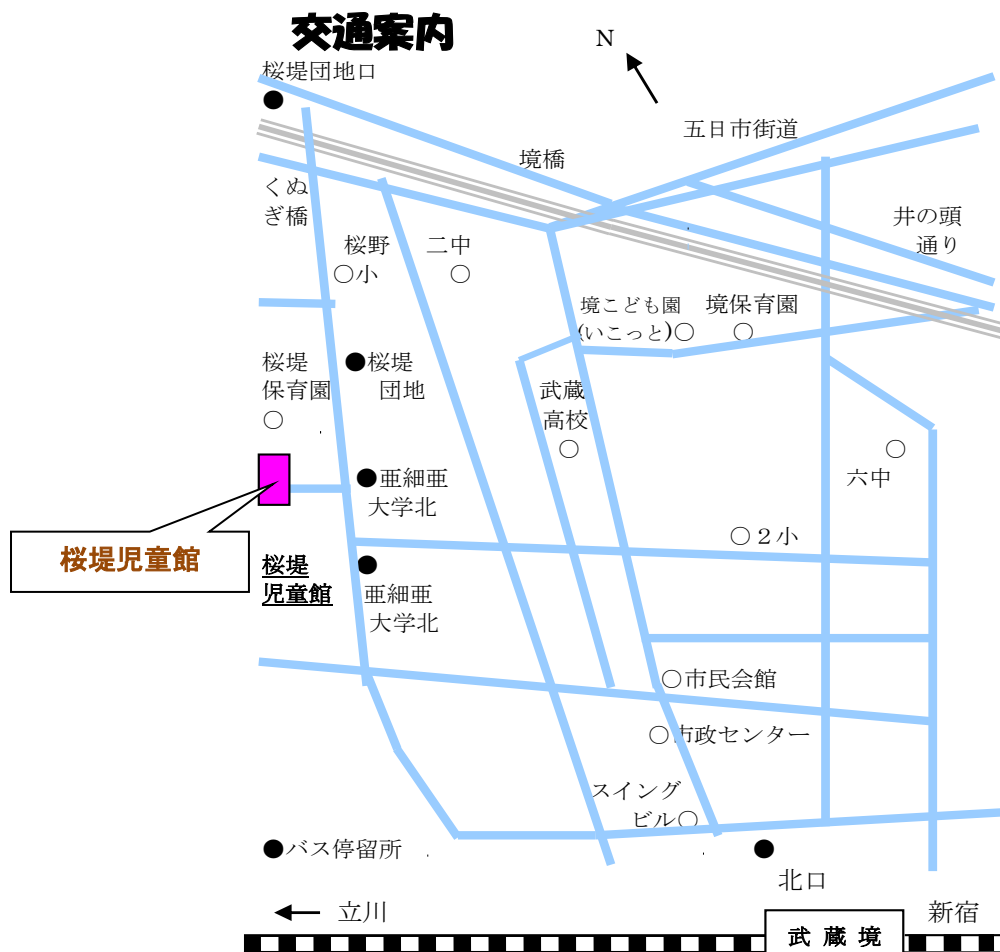 交通案内
N
桜堤団地口
五日市街道
境橋
くぬ
ぎ橋
井の頭
通り
桜野
小
二中
境こども園
(いこっと)
境保育園
桜堤
保育園
桜堤
団地
武蔵
高校
六中
亜細亜
大学北
２小
桜堤児童館
桜堤
児童館
亜細亜
大学北
市民会館
市政センター
スイング
ビル
バス停留所
北口
立川
新宿
武蔵境